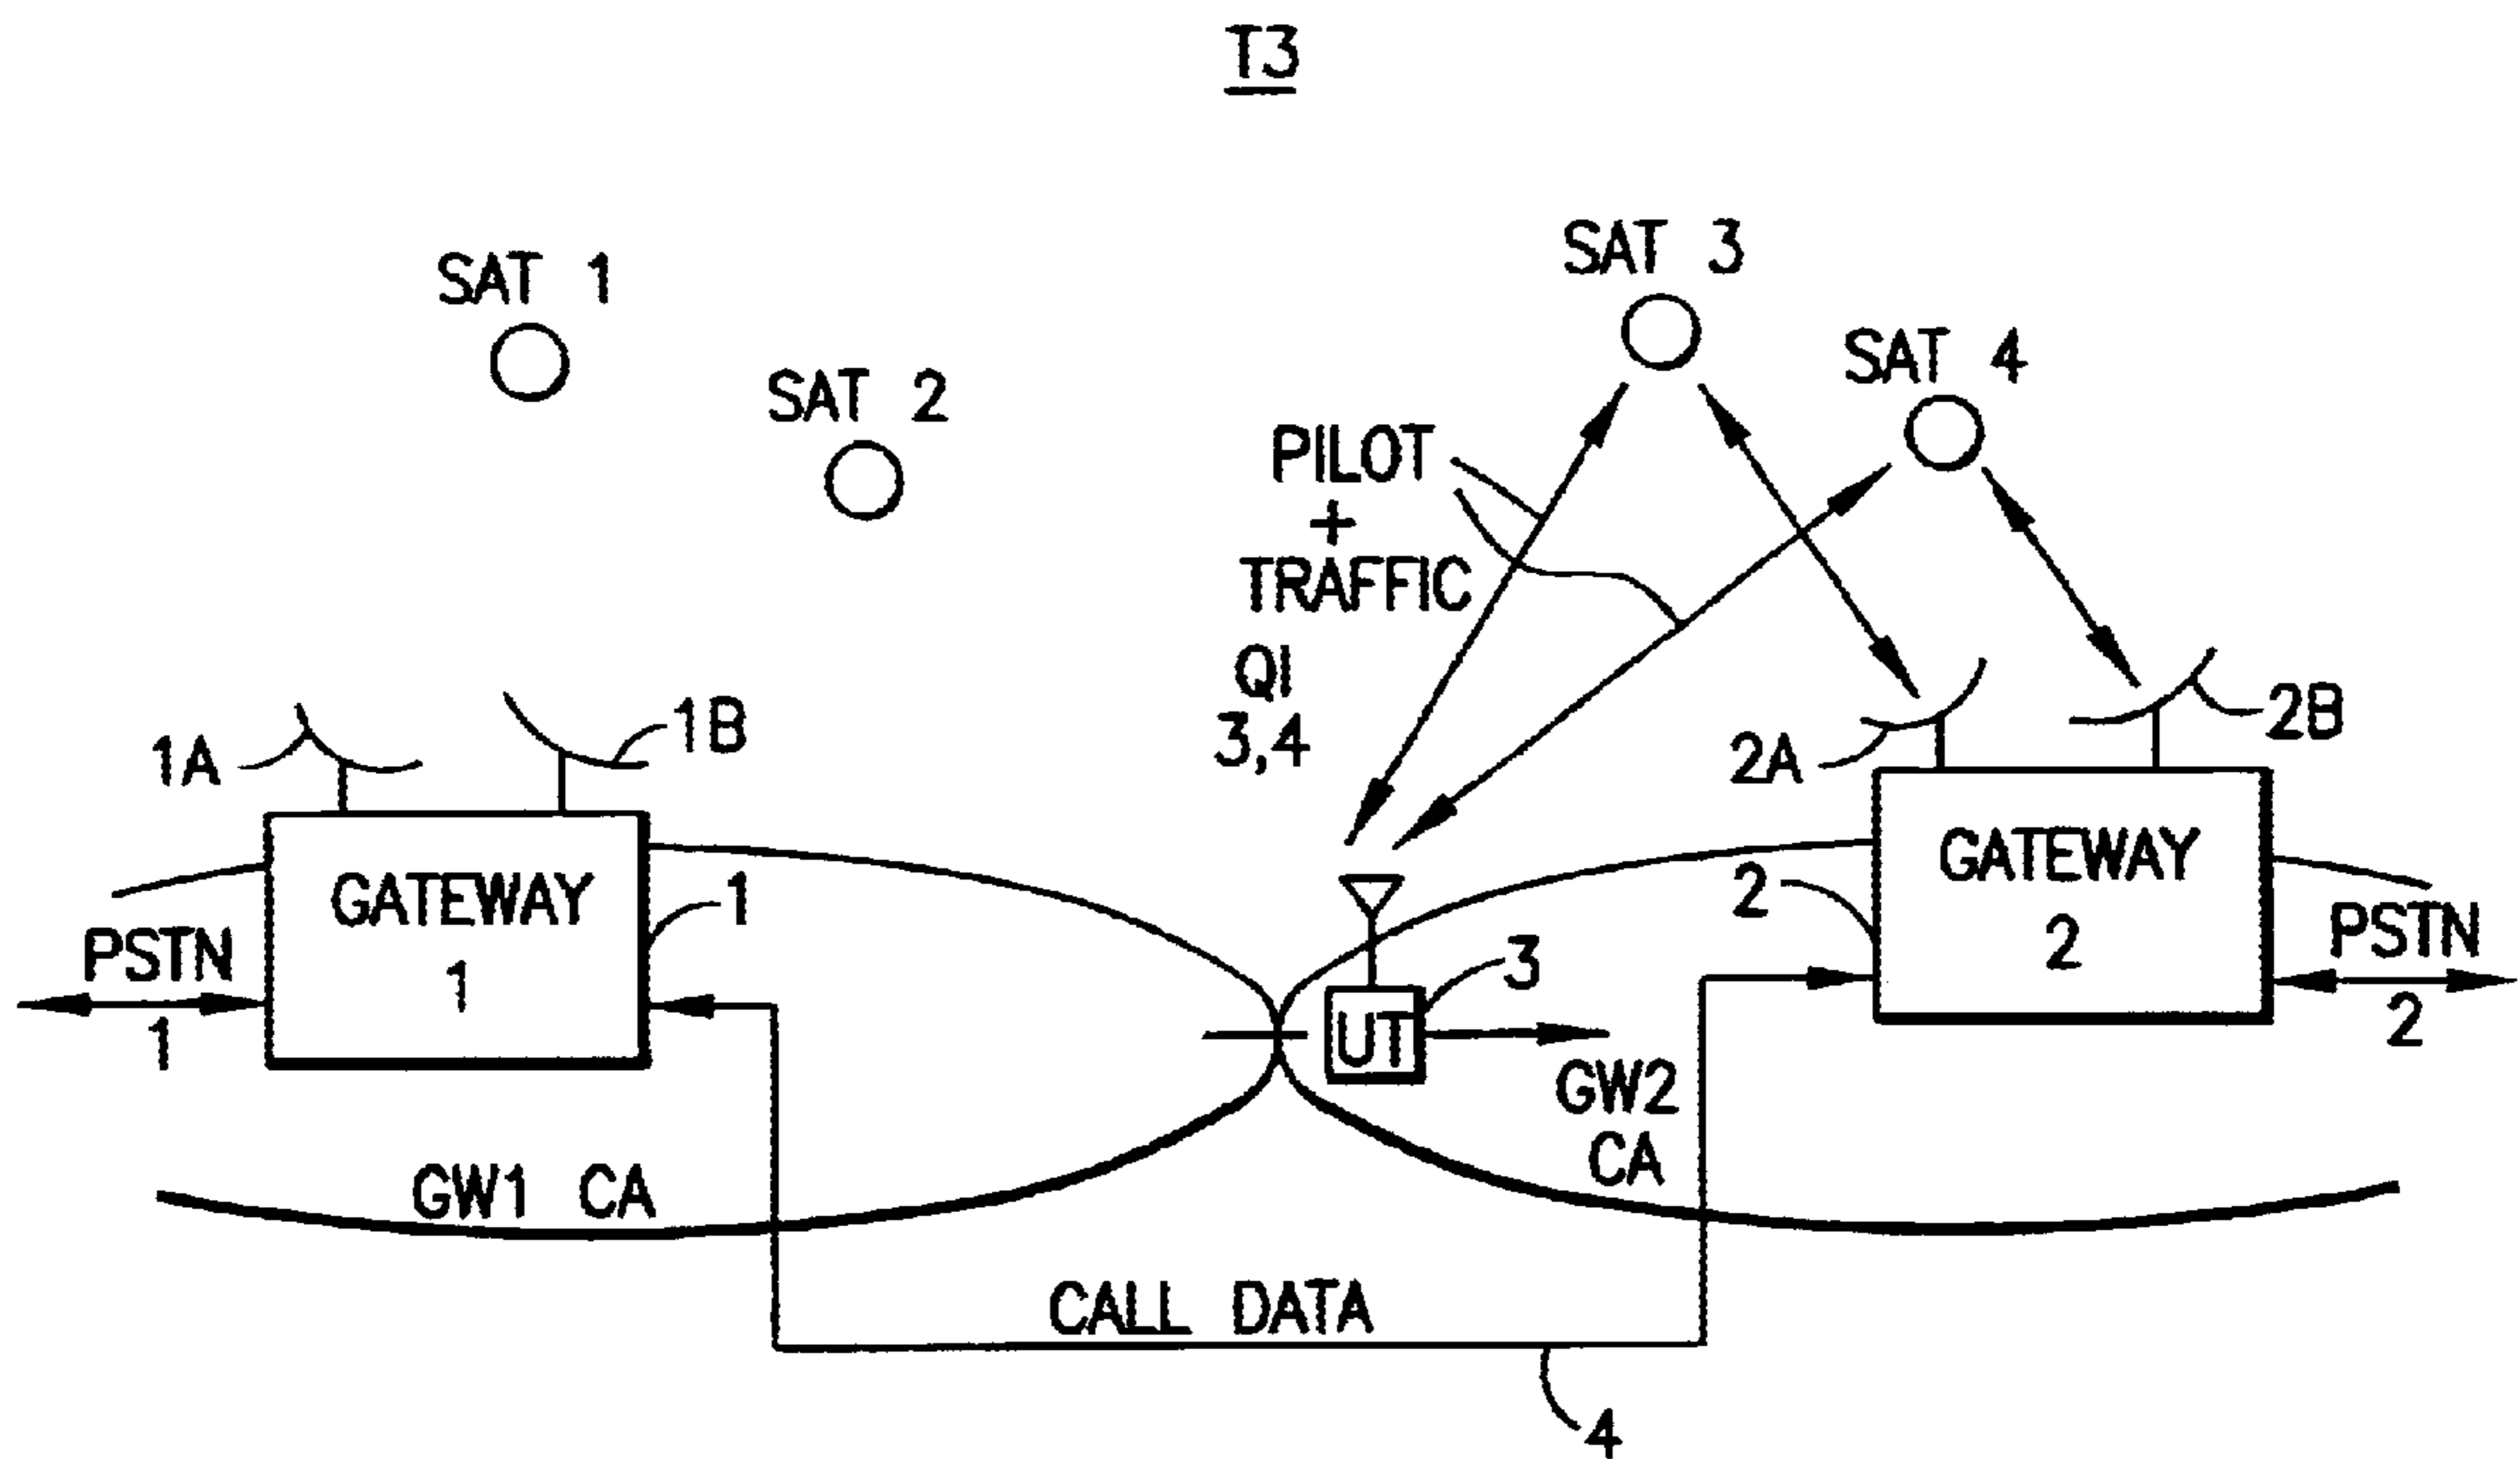 T3
SAT 1
SAT 2
SAT 3
SAT 4
PILOT
+
TRAFFIC
QI
3,4
1A
1B
2A
2B
GATEWAY
1
1
PSTN
1
GATEWAY
2
2
PSTN
2
UT
3
GW1 CA
GW2
CA
CALL DATA
4